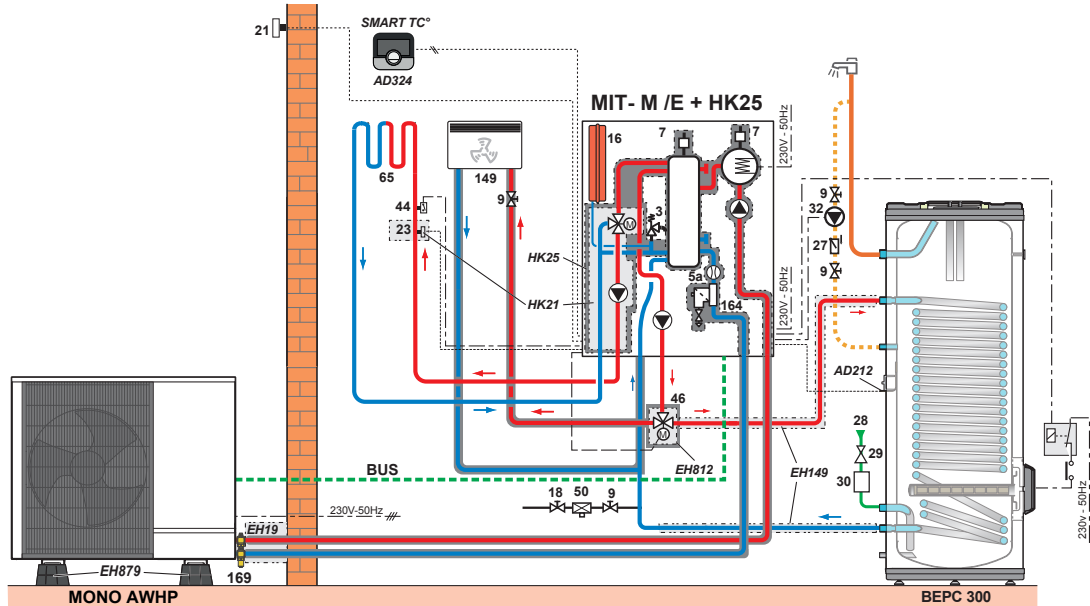 SMART TC°
21
AD324
MIT- M /E + HK25
7
7
16
230V - 50Hz
65
149
9
9
44
3
32
23
27
HK25
9
5a
HK21
164
230V - 50Hz
AD212
46
28
M
M
29
BUS
EH812
EH149
30
18
50
9
230V-50Hz
230v - 50Hz
EH19
EH879
169
MONO AWHP
BEPC 300